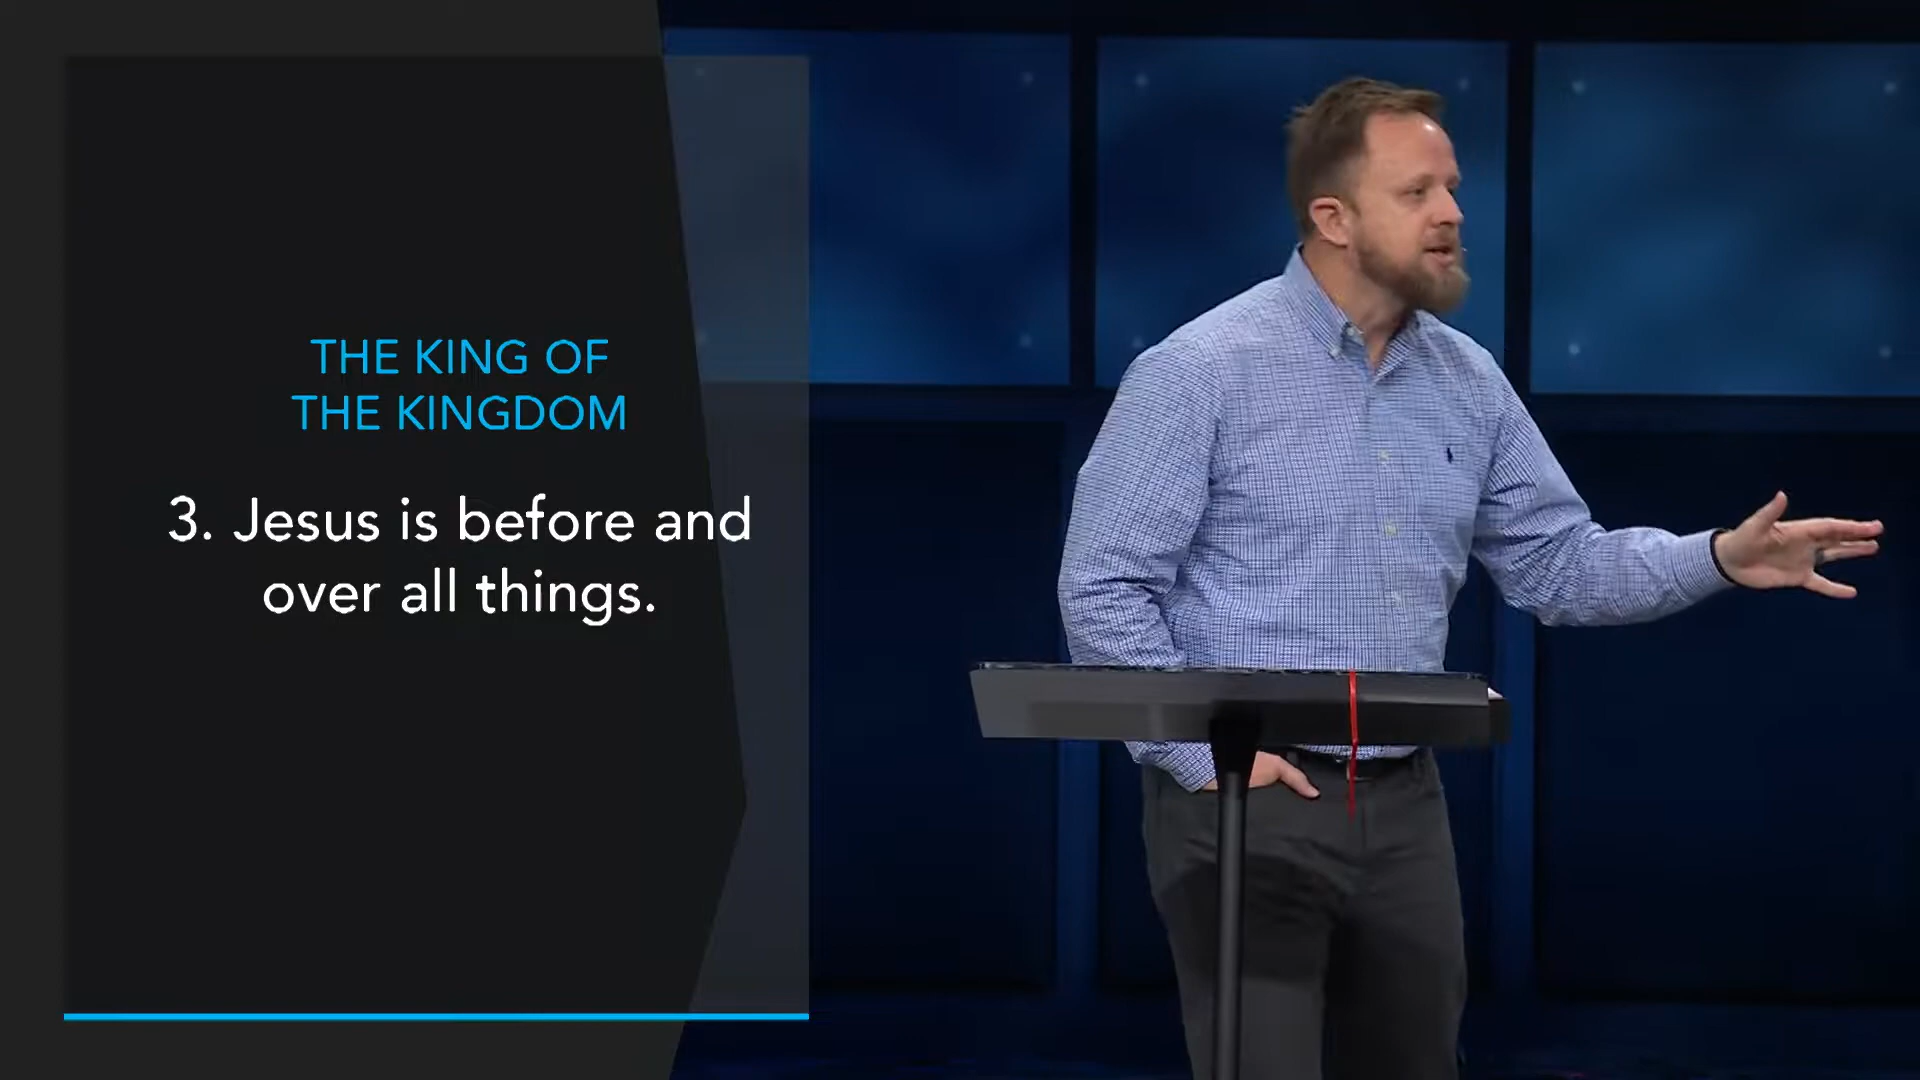 THE KING OF
THE KINGDOM
3. Jesus is before and
over all things.